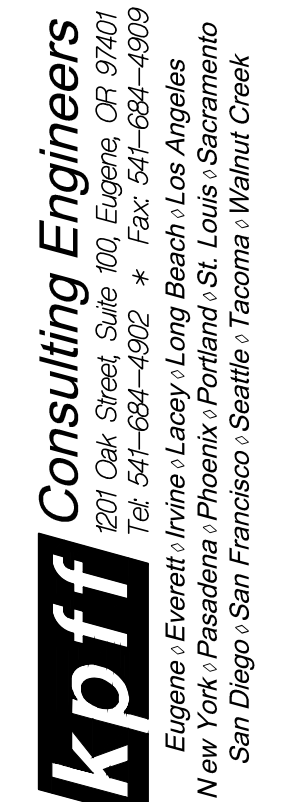 kpff Consulting Engineers
1201 Oak Street, Suite 100, Eugene, OR 97401
Tel: 541-684-4902 * Fax: 541-684-4909
Eugene ◇ Everett ◇ Irvine ◇ Lacey ◇ Long Beach ◇ Los Angeles
New York ◇ Pasadena ◇ Phoenix ◇ Portland ◇ St. Louis ◇ Sacramento
San Diego ◇ San Francisco ◇ Seattle ◇ Tacoma ◇ Walnut Creek